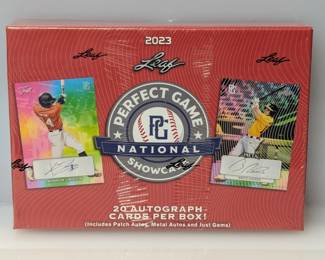 2023
Leaf
Leaf
Leaf
PERFECT GAME
PG
NATIONAL
SHOWCASE
20 AUTOGRAPH
CARDS PER BOX!
(Includes Patch Autos, Metal Autos and Just Gems)